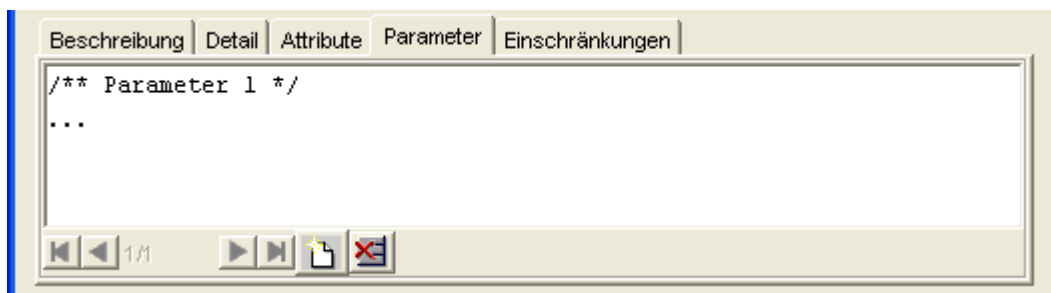 Beschreibung Detail Attribute Parameter Einschränkungen
/** Parameter 1 */
...
1/1